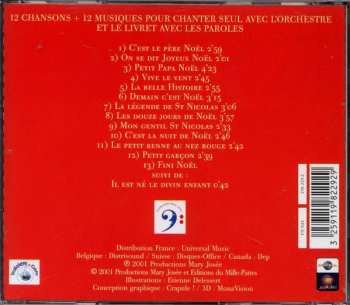 12 CHANSONS + 12 MUSIQUES POUR CHANTER SEUL AVEC L'ORCHESTRE
ET LE LIVRET AVEC LES PAROLES
1) C'EST LE PÈRE NOËL 2'59
2) ON SE DIT JOYEUX NOËL 2'01
3) PETIT PAPA NOËL 4'23
4) VIVE LE VENT 2'45
5) LA BELLE HISTOIRE 2'55
6) DEMAIN C'EST NOËL 3'15
7) LA LÉGENDE DE ST NICOLAS 3'06
8) LES DOUZE JOURS DE NOËL 3'57
9) MON GENTIL ST NICOLAS 2'33
10) C'EST LA NUIT DE NOËL 2'46
11) LE PETIT RENNE AU NEZ ROUGE 2'42
12) PETIT GARÇON 2'39
13) FINI NOËL
SUIVI DE :
IL EST NÉ LE DIVIN ENFANT 0'42
Distribution France : Universal Music
Belgique : Distrisound / Suisse : Disques-Office / Canada : Dep
℗ 2001 Productions Mary Josée
© 2001 Productions Mary Josée et Editions du Mille-Pattes
Illustrations : Etienne Delessert
Conception graphique : Crapule ! / 3D : MonaVision
3 259119 822929